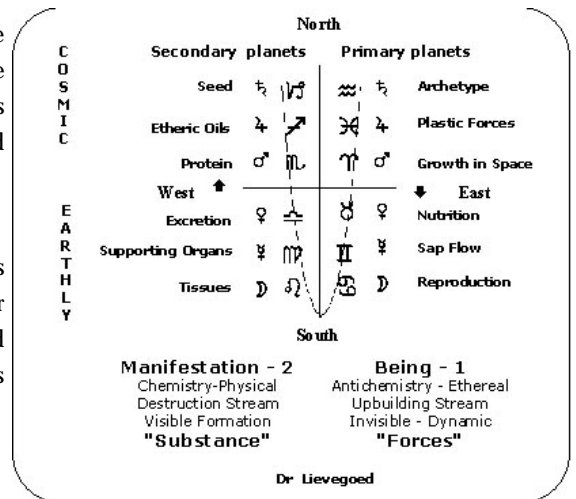 North
Secondary planets Primary planets
COSMIC
Seed ♄ ♑ ♒ ♄ Archetype
Etheric Oils ♃ ♐ ♓ ♃ Plastic Forces
Protein ♂ ♏ ♈ ♂ Growth in Space
West East
EARTHLY
Excretion ♀ ♎ ♉ ♀ Nutrition
Supporting Organs ☿ ♍ ♊ ☿ Sap Flow
Tissues ☽ ♌ ♋ ☽ Reproduction
South
Manifestation - 2 Being - 1
Chemistry-Physical Antichemistry - Ethereal
Destruction Stream Upbuilding Stream
Visible Formation Invisible - Dynamic
"Substance" "Forces"
Dr Lievegoed